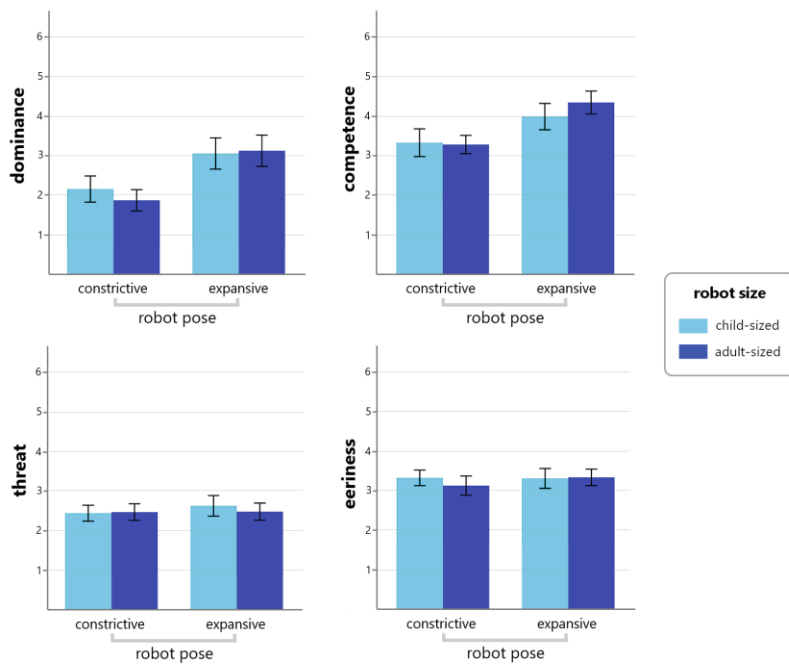 dominance
6
5
4
3
2
1
constrictive expansive
robot pose
competence
6
5
4
3
2
1
constrictive expansive
robot pose
robot size
child-sized
adult-sized
threat
6
5
4
3
2
1
constrictive expansive
robot pose
eeriness
6
5
4
3
2
1
constrictive expansive
robot pose